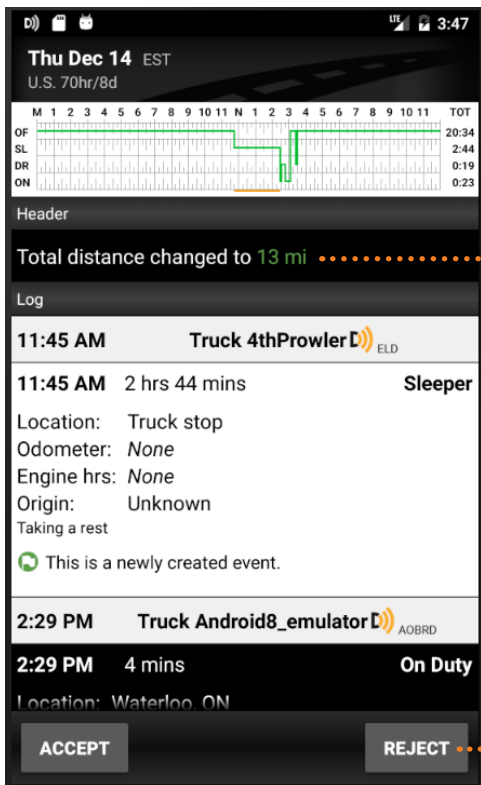 LTE 3:47
Thu Dec 14 EST
U.S. 70hr/8d
M 1 2 3 4 5 6 7 8 9 10 11 N 1 2 3 4 5 6 7 8 9 10 11 TOT
OF 20:34
SL 2:44
DR 0:19
ON 0:23
Header
Total distance changed to 13 mi
Log
11:45 AM Truck 4thProwler ELD
11:45 AM 2 hrs 44 mins Sleeper
Location: Truck stop
Odometer: None
Engine hrs: None
Origin: Unknown
Taking a rest
This is a newly created event.
2:29 PM Truck Android8_emulator AOBRD
2:29 PM 4 mins On Duty
Location: Waterloo, ON
ACCEPT REJECT